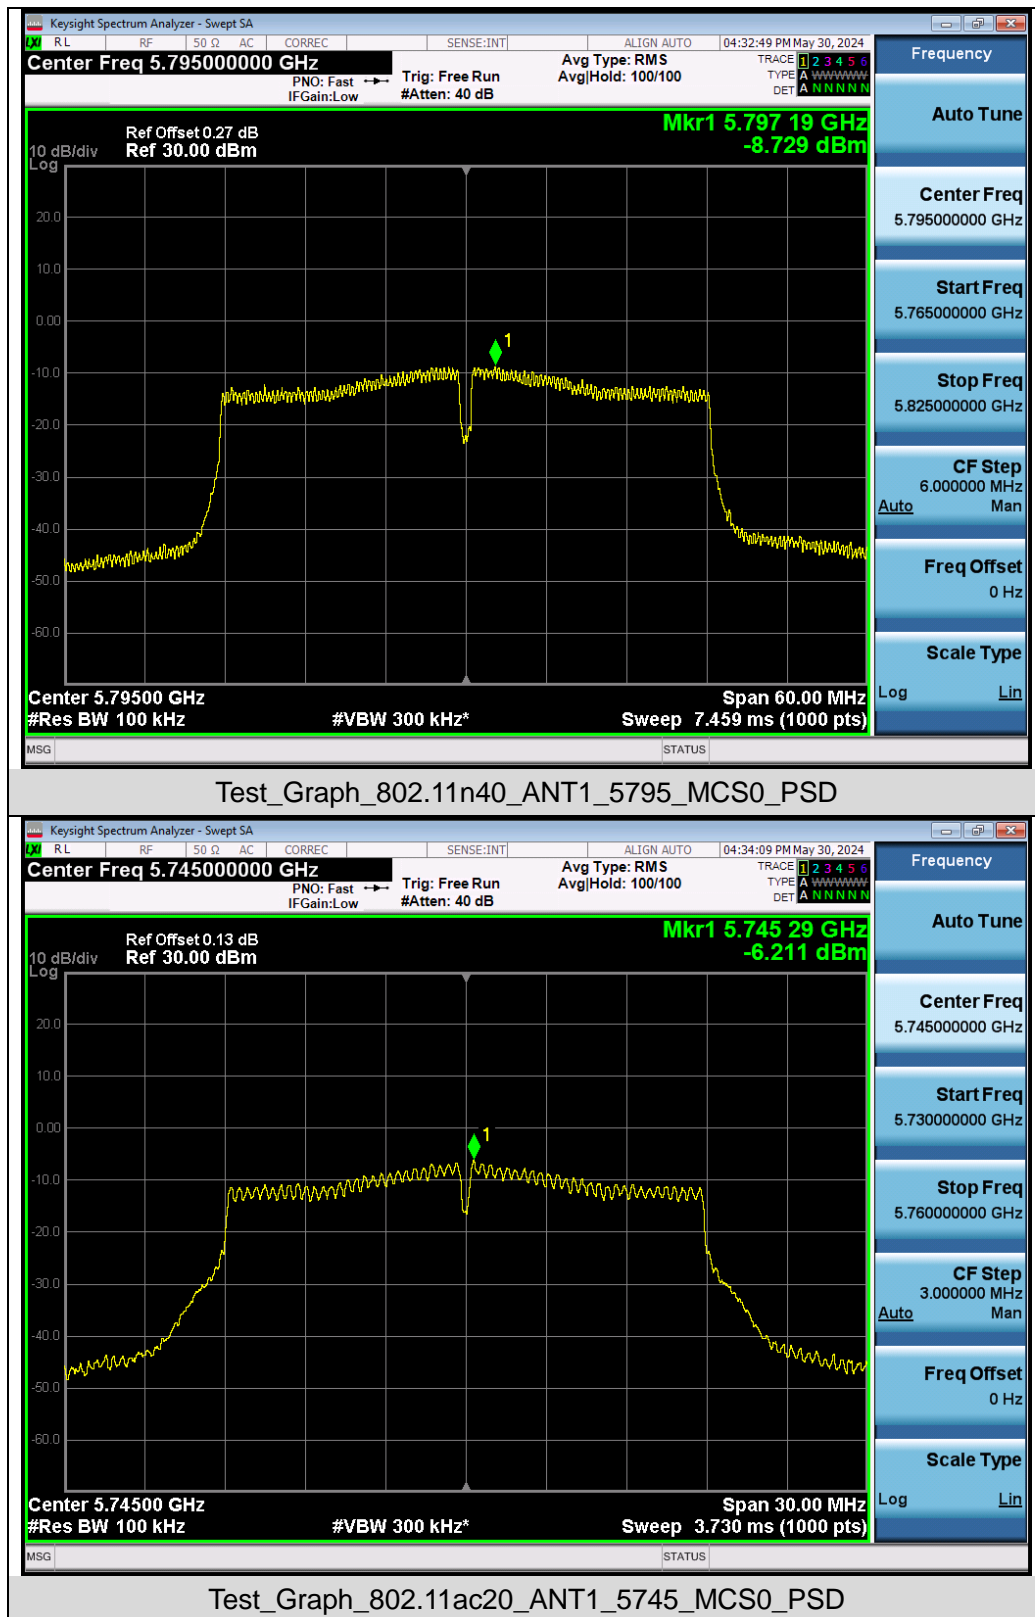 Keysight Spectrum Analyzer - Swept SA
LXI RL RF 50 Ω AC CORREC SENSE:INT ALIGN AUTO 04:32:49 PM May 30, 2024
Center Freq 5.795000000 GHz
PNO: Fast
IFGain:Low
Trig: Free Run
#Atten: 40 dB
Avg Type: RMS
Avg|Hold: 100/100
TRACE 1 2 3 4 5 6
TYPE A WWWWW
DET A N N N N N
Frequency
Mkr1 5.797 19 GHz
-8.729 dBm
Ref Offset 0.27 dB
10 dB/div Ref 30.00 dBm
Log
20.0
10.0
0.00
-10.0
-20.0
-30.0
-40.0
-50.0
-60.0
1
Center 5.79500 GHz Span 60.00 MHz
#Res BW 100 kHz #VBW 300 kHz* Sweep 7.459 ms (1000 pts)
MSG STATUS
Auto Tune
Center Freq
5.795000000 GHz
Start Freq
5.765000000 GHz
Stop Freq
5.825000000 GHz
CF Step
6.000000 MHz
Auto Man
Freq Offset
0 Hz
Scale Type
Log Lin
Test_Graph_802.11n40_ANT1_5795_MCS0_PSD
Keysight Spectrum Analyzer - Swept SA
LXI RL RF 50 Ω AC CORREC SENSE:INT ALIGN AUTO 04:34:09 PM May 30, 2024
Center Freq 5.745000000 GHz
PNO: Fast
IFGain:Low
Trig: Free Run
#Atten: 40 dB
Avg Type: RMS
Avg|Hold: 100/100
TRACE 1 2 3 4 5 6
TYPE A WWWWW
DET A N N N N N
Frequency
Mkr1 5.745 29 GHz
-6.211 dBm
Ref Offset 0.13 dB
10 dB/div Ref 30.00 dBm
Log
20.0
10.0
0.00
-10.0
-20.0
-30.0
-40.0
-50.0
-60.0
1
Center 5.74500 GHz Span 30.00 MHz
#Res BW 100 kHz #VBW 300 kHz* Sweep 3.730 ms (1000 pts)
MSG STATUS
Auto Tune
Center Freq
5.745000000 GHz
Start Freq
5.730000000 GHz
Stop Freq
5.760000000 GHz
CF Step
3.000000 MHz
Auto Man
Freq Offset
0 Hz
Scale Type
Log Lin
Test_Graph_802.11ac20_ANT1_5745_MCS0_PSD